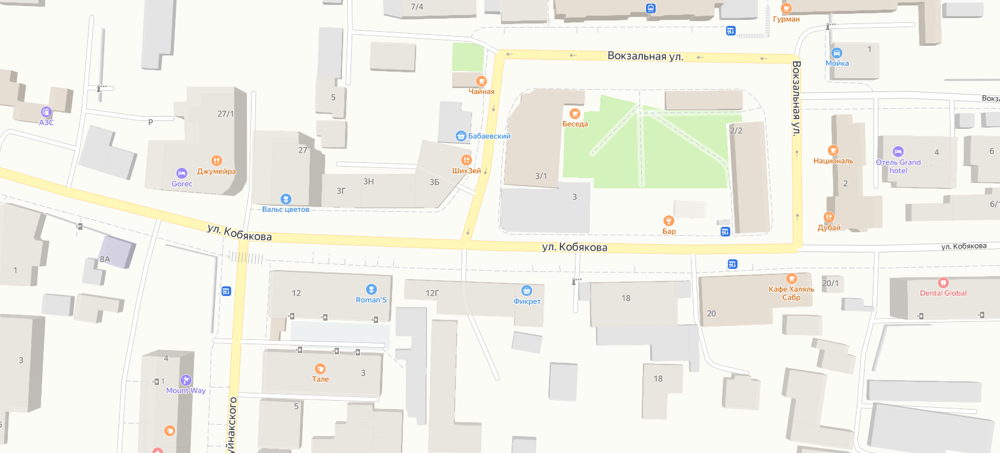 7/4
Гурман
Вокзальная ул.
1
Мойка
Чайная
5
Вокзальная ул.
Вокза
27/1
АЗС
P
Беседа
2/2
Бабаевский
27
Националь
4
6
Отель Grand
hotel
ШихЗей
Джумейра
Gorec
3Н
3Б
3/1
2
3Г
3
6/1
Вальс цветов
Бар
Дубай
ул. Кобякова
ул. Кобякова
ул. Кобякова
8А
1
12
Roman'S
12Г
Фикрет
18
Кафе Халяль
Сабр
20/1
Dental Global
20
3
4
1
Mount Way
Тале
3
18
5
уйнакского
5